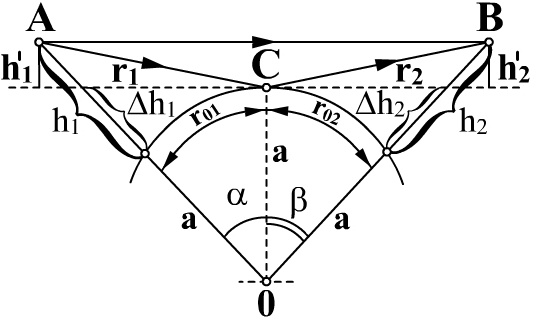 A B
h'₁ r₁ C r₂ h'₂
h₁ Δh₁ r₀₁ r₀₂ Δh₂ h₂
a
a α β a
0